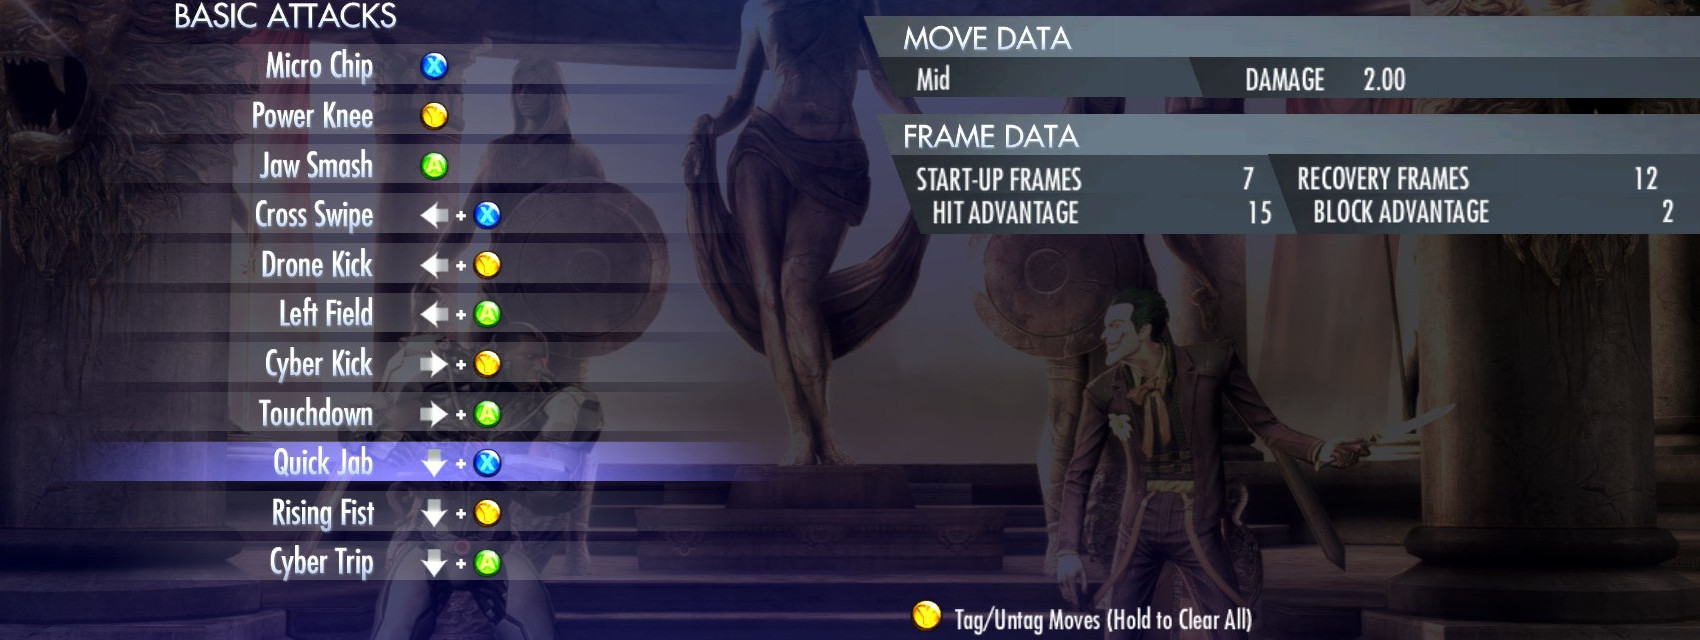 BASIC ATTACKS
Micro Chip X
Power Knee Y
Jaw Smash A
Cross Swipe + X
Drone Kick + Y
Left Field + A
Cyber Kick + Y
Touchdown + A
Quick Jab + X
Rising Fist + Y
Cyber Trip + A
MOVE DATA
Mid DAMAGE 2.00
FRAME DATA
START-UP FRAMES 7 RECOVERY FRAMES 12
HIT ADVANTAGE 15 BLOCK ADVANTAGE 2
Y Tag/Untag Moves (Hold to Clear All)